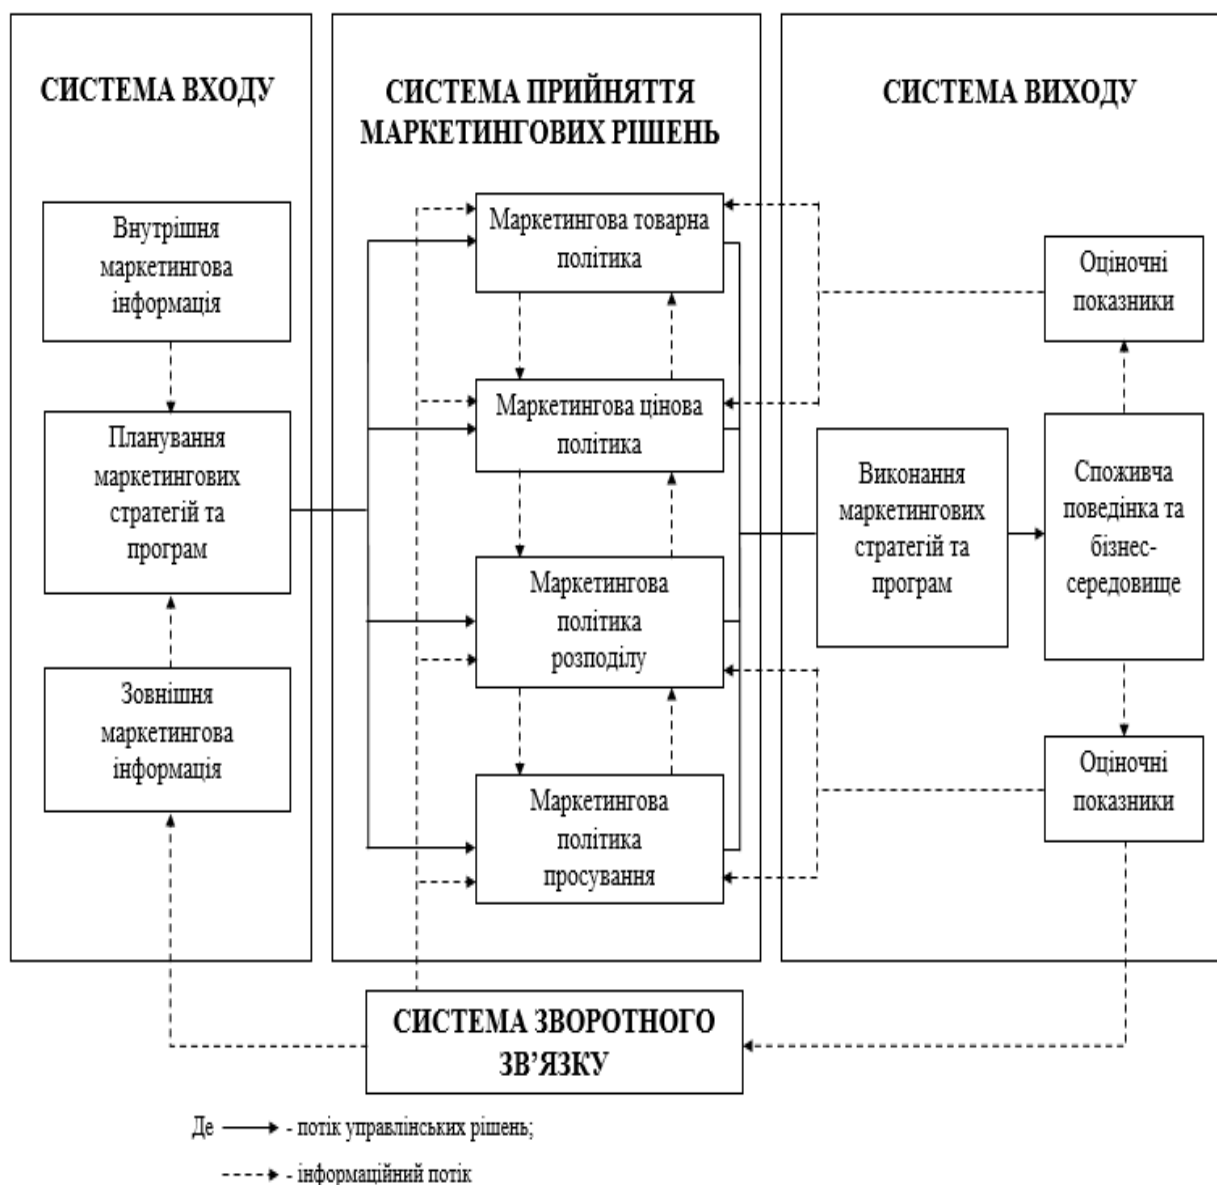 СИСТЕМА ВХОДУ
Внутрішня
маркетингова
інформація
Планування
маркетингових
стратегій та
програм
Зовнішня
маркетингова
інформація
СИСТЕМА ПРИЙНЯТТЯ
МАРКЕТИНГОВИХ РІШЕНЬ
Маркетингова товарна
політика
Маркетингова цінова
політика
Маркетингова
політика
розподілу
Маркетингова
політика
просування
СИСТЕМА ВИХОДУ
Виконання
маркетингових
стратегій та
програм
Оціночні
показники
Споживча
поведінка та
бізнес-
середовище
Оціночні
показники
СИСТЕМА ЗВОРОТНОГО
ЗВ’ЯЗКУ
Де - потік управлінських рішень;
- інформаційний потік